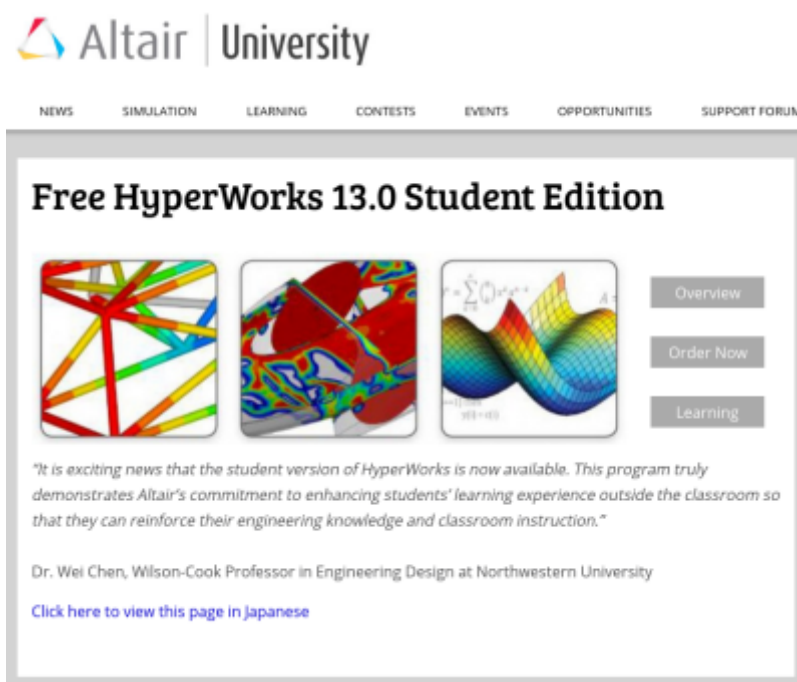 Altair University
NEWS SIMULATION LEARNING CONTESTS EVENTS OPPORTUNITIES SUPPORT FORUM
Free HyperWorks 13.0 Student Edition
Overview
Order Now
Learning
"It is exciting news that the student version of HyperWorks is now available. This program truly
demonstrates Altair's commitment to enhancing students' learning experience outside the classroom so
that they can reinforce their engineering knowledge and classroom instruction."
Dr. Wei Chen, Wilson-Cook Professor in Engineering Design at Northwestern University
Click here to view this page in Japanese